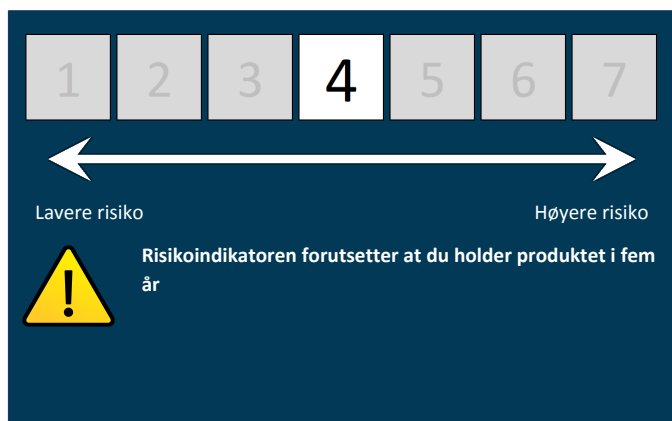 1 2 3 4 5 6 7
Lavere risiko Høyere risiko
Risikoindikatoren forutsetter at du holder produktet i fem
år